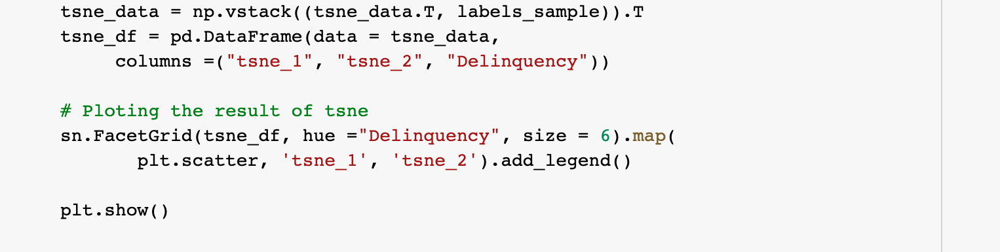 tsne_data = np.vstack((tsne_data.T, labels_sample)).T
tsne_df = pd.DataFrame(data = tsne_data,
     columns =("tsne_1", "tsne_2", "Delinquency"))
# Ploting the result of tsne
sn.FacetGrid(tsne_df, hue ="Delinquency", size = 6).map(
       plt.scatter, 'tsne_1', 'tsne_2').add_legend()
plt.show()